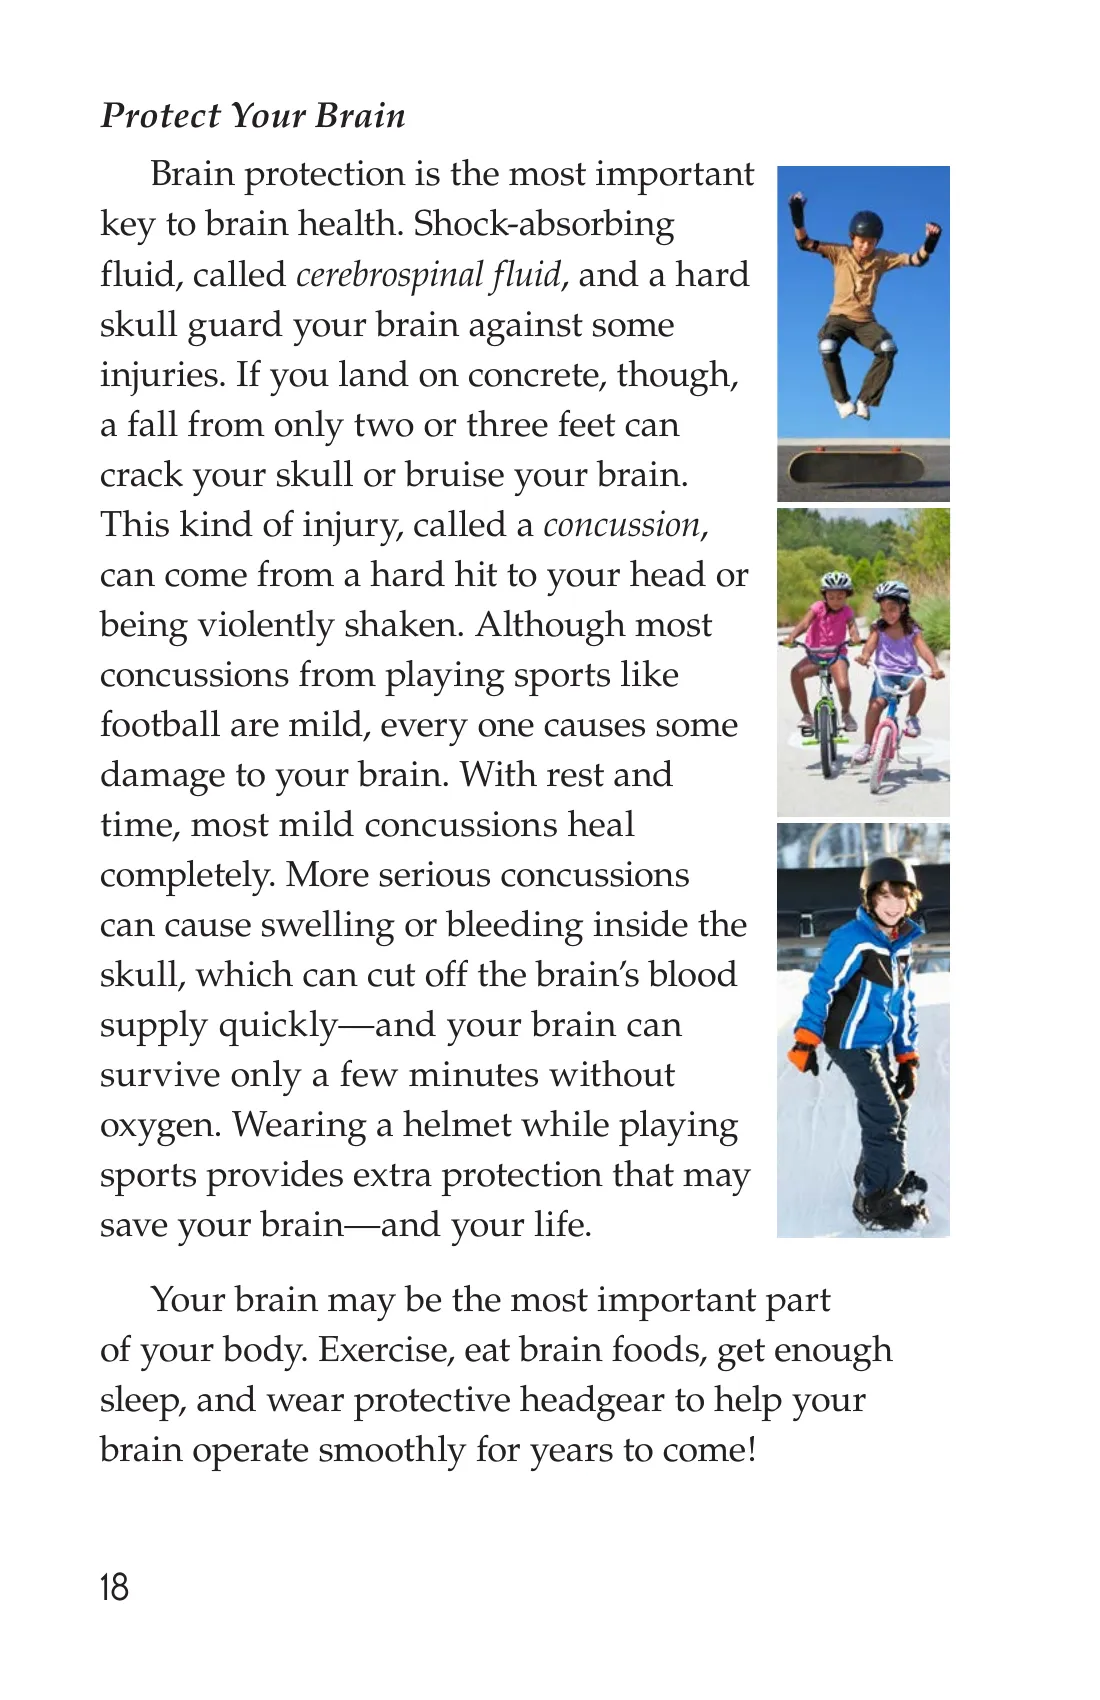 Protect Your Brain
Brain protection is the most important
key to brain health. Shock-absorbing
fluid, called cerebrospinal fluid, and a hard
skull guard your brain against some
injuries. If you land on concrete, though,
a fall from only two or three feet can
crack your skull or bruise your brain.
This kind of injury, called a concussion,
can come from a hard hit to your head or
being violently shaken. Although most
concussions from playing sports like
football are mild, every one causes some
damage to your brain. With rest and
time, most mild concussions heal
completely. More serious concussions
can cause swelling or bleeding inside the
skull, which can cut off the brain’s blood
supply quickly—and your brain can
survive only a few minutes without
oxygen. Wearing a helmet while playing
sports provides extra protection that may
save your brain—and your life.
Your brain may be the most important part
of your body. Exercise, eat brain foods, get enough
sleep, and wear protective headgear to help your
brain operate smoothly for years to come!
18